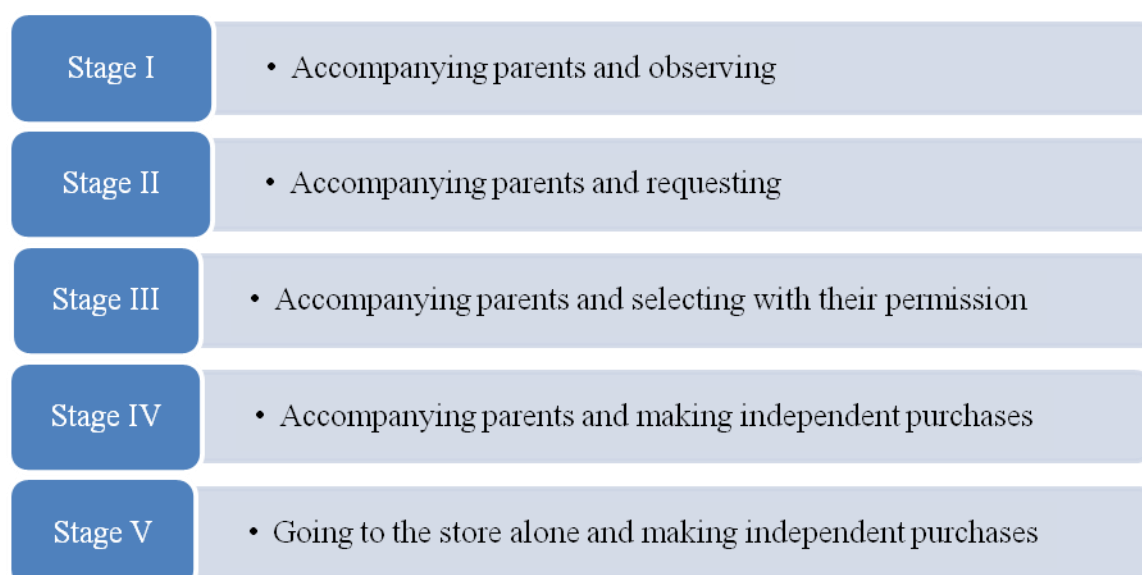 Stage I
• Accompanying parents and observing
Stage II
• Accompanying parents and requesting
Stage III
• Accompanying parents and selecting with their permission
Stage IV
• Accompanying parents and making independent purchases
Stage V
• Going to the store alone and making independent purchases